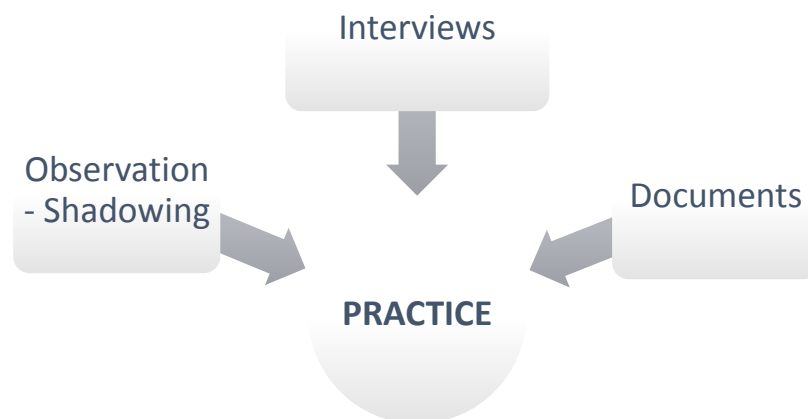 Interviews
Observation
- Shadowing
Documents
PRACTICE